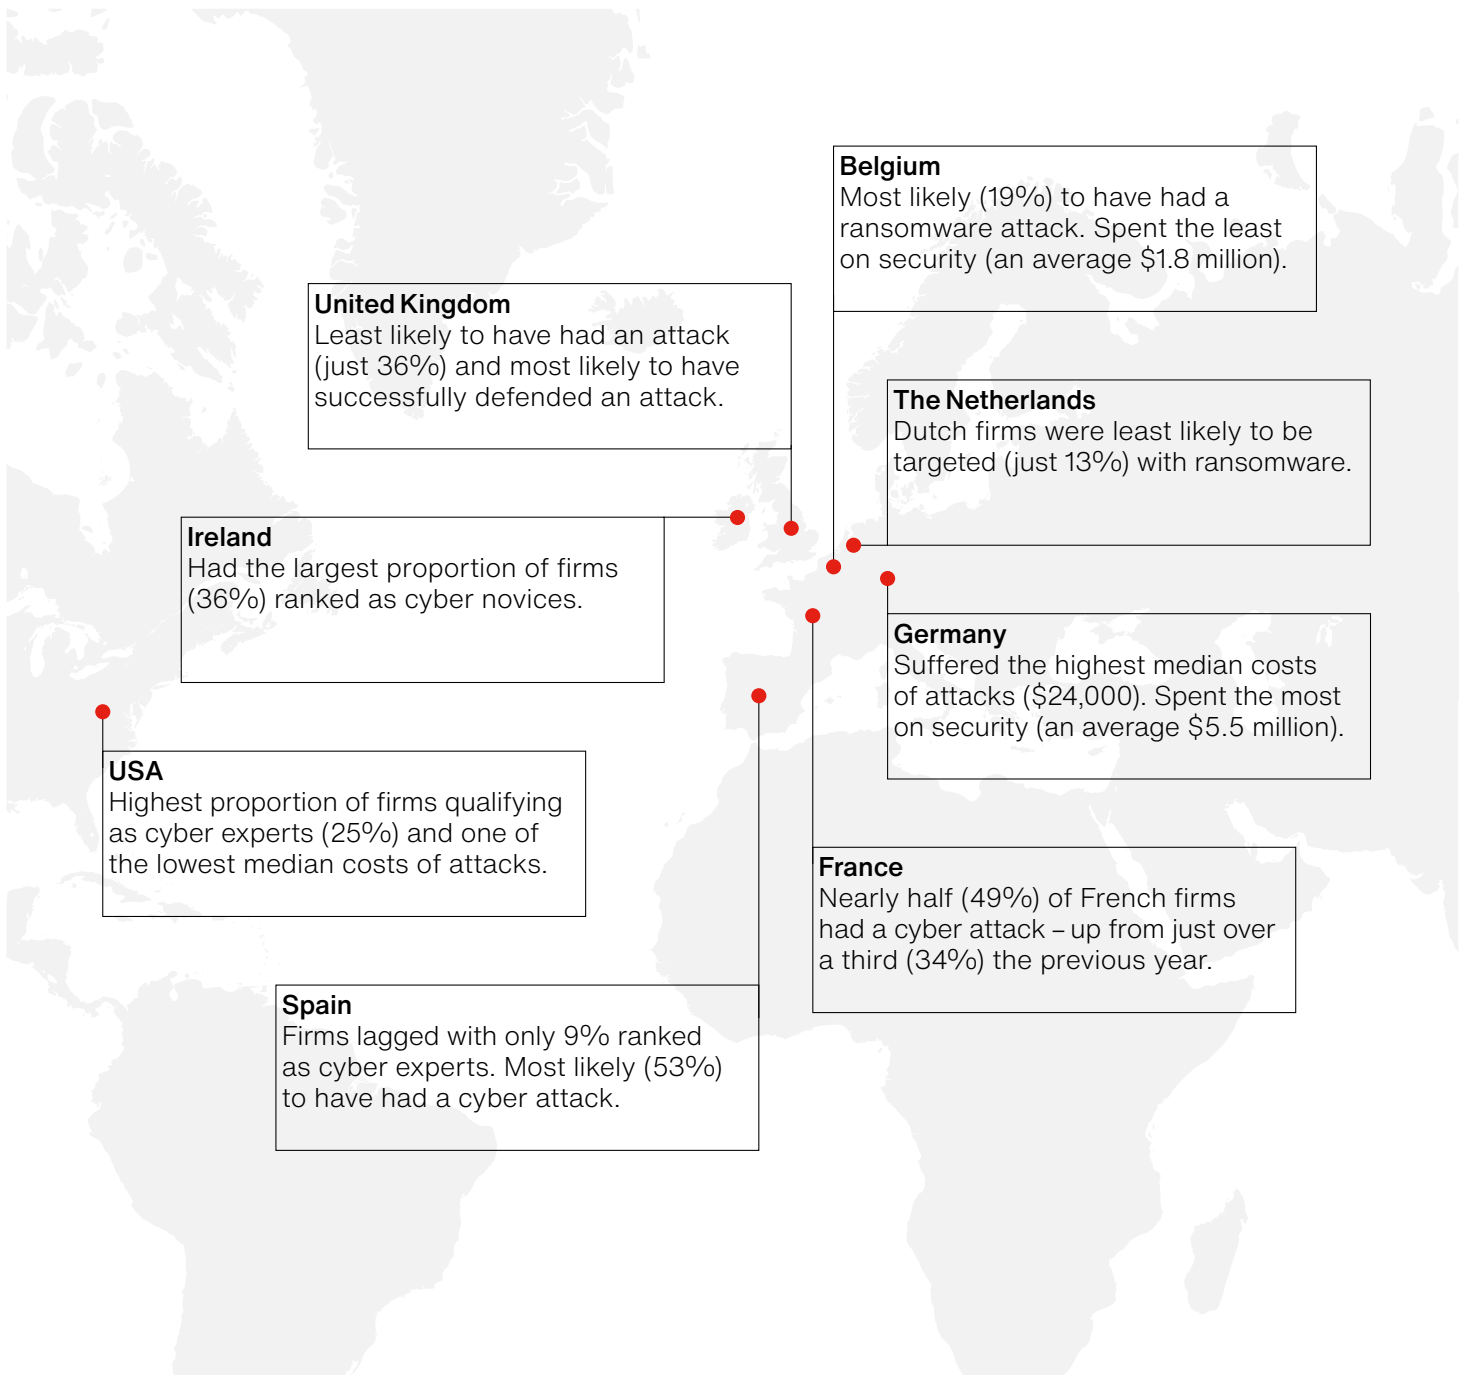 Belgium
Most likely (19%) to have had a
ransomware attack. Spent the least
on security (an average $1.8 million).
United Kingdom
Least likely to have had an attack
(just 36%) and most likely to have
successfully defended an attack.
The Netherlands
Dutch firms were least likely to be
targeted (just 13%) with ransomware.
Ireland
Had the largest proportion of firms
(36%) ranked as cyber novices.
Germany
Suffered the highest median costs
of attacks ($24,000). Spent the most
on security (an average $5.5 million).
USA
Highest proportion of firms qualifying
as cyber experts (25%) and one of
the lowest median costs of attacks.
France
Nearly half (49%) of French firms
had a cyber attack – up from just over
a third (34%) the previous year.
Spain
Firms lagged with only 9% ranked
as cyber experts. Most likely (53%)
to have had a cyber attack.